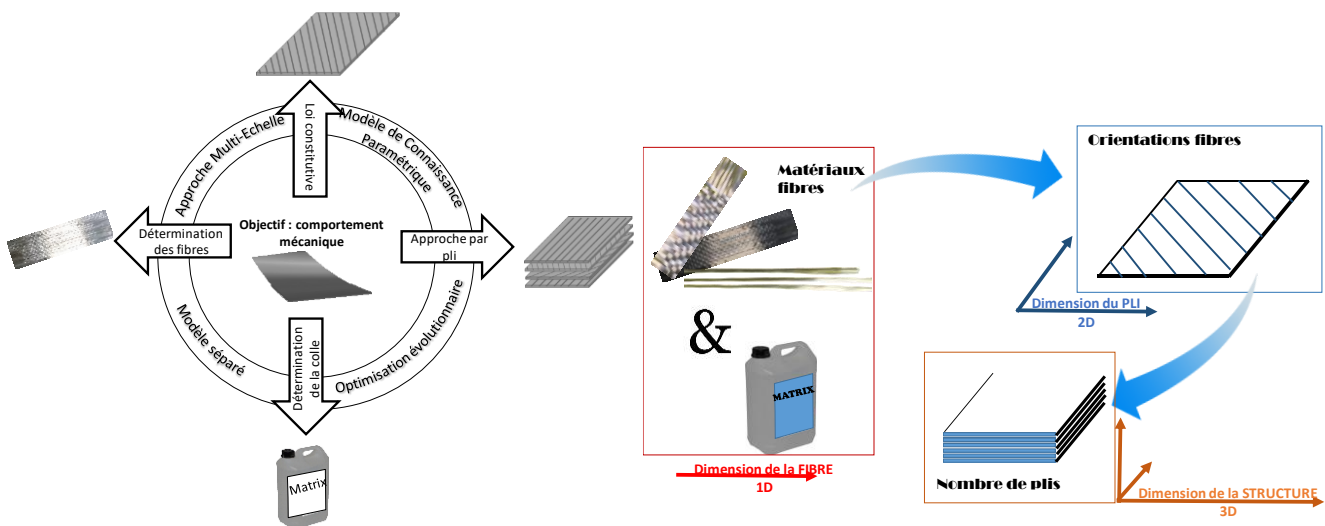 Loi constitutive
Approche Multi-Echelle
Modèle de Connaissance
Paramétrique
Détermination
des fibres
Objectif : comportement
mécanique
Approche par
pli
Modèle séparé
Détermination
de la colle
Optimisation évolutionnaire
Matrix
Matériaux
fibres
&
MATRIX
Dimension de la FIBRE
1D
Orientations fibres
Dimension du PLI
2D
Nombre de plis
Dimension de la STRUCTURE
3D